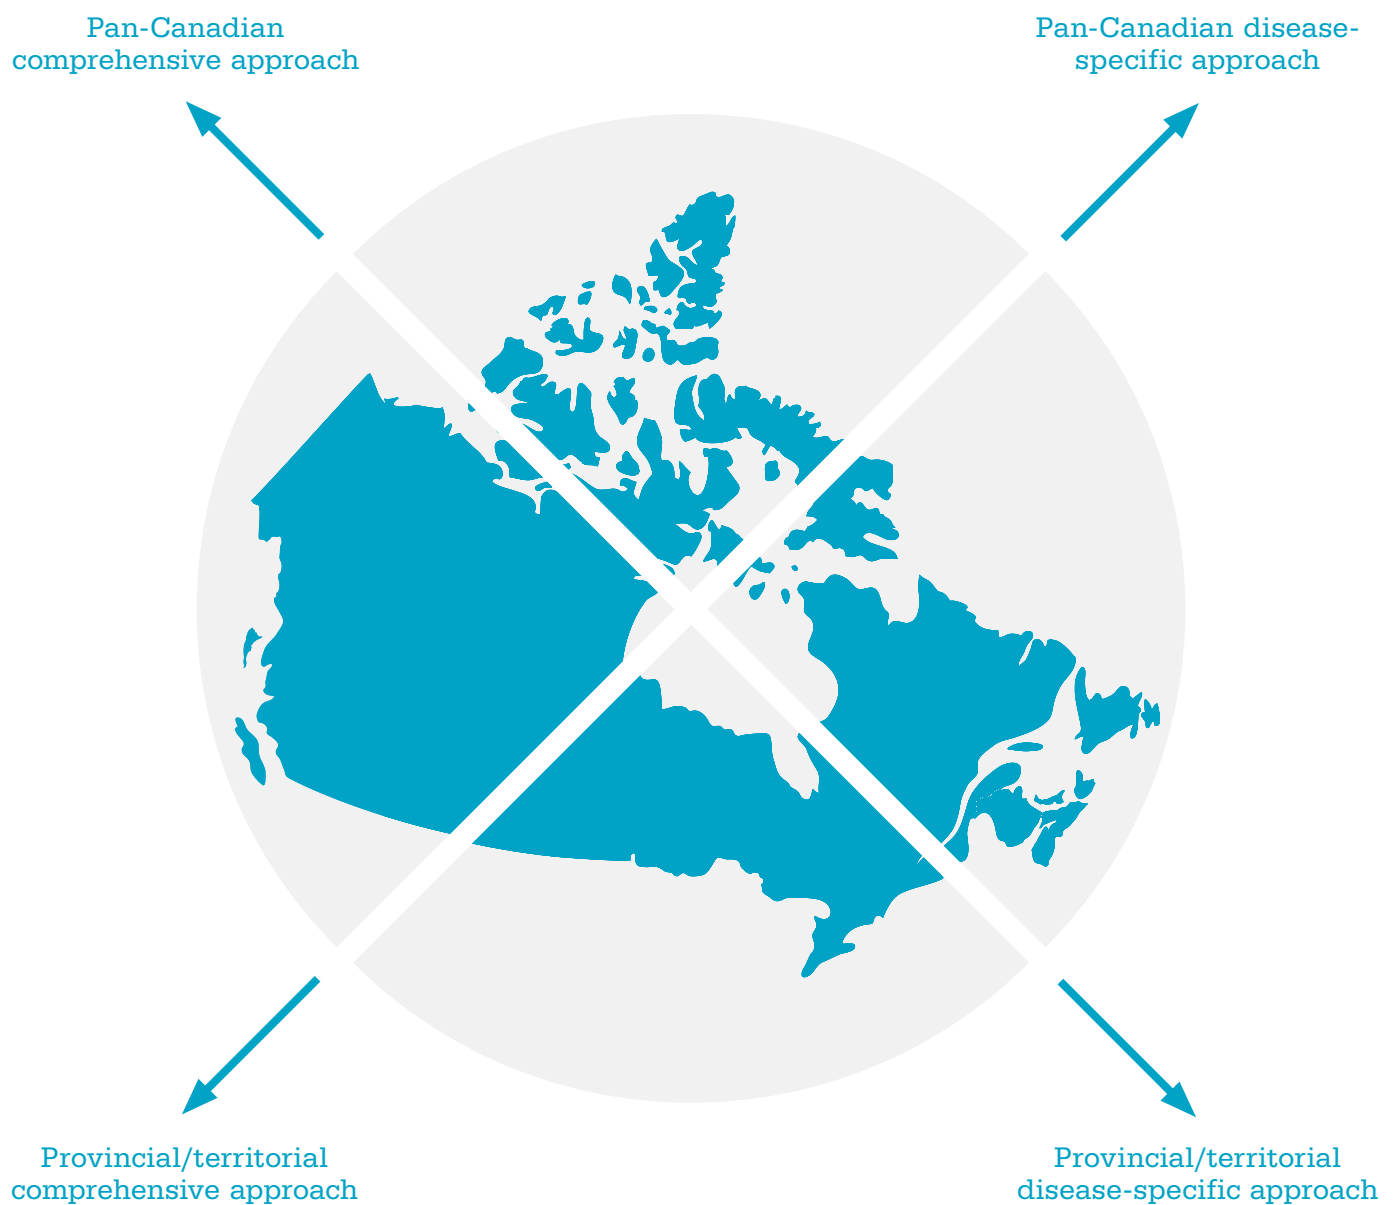 Pan-Canadian
comprehensive approach
Pan-Canadian disease-
specific approach
Provincial/territorial
comprehensive approach
Provincial/territorial
disease-specific approach